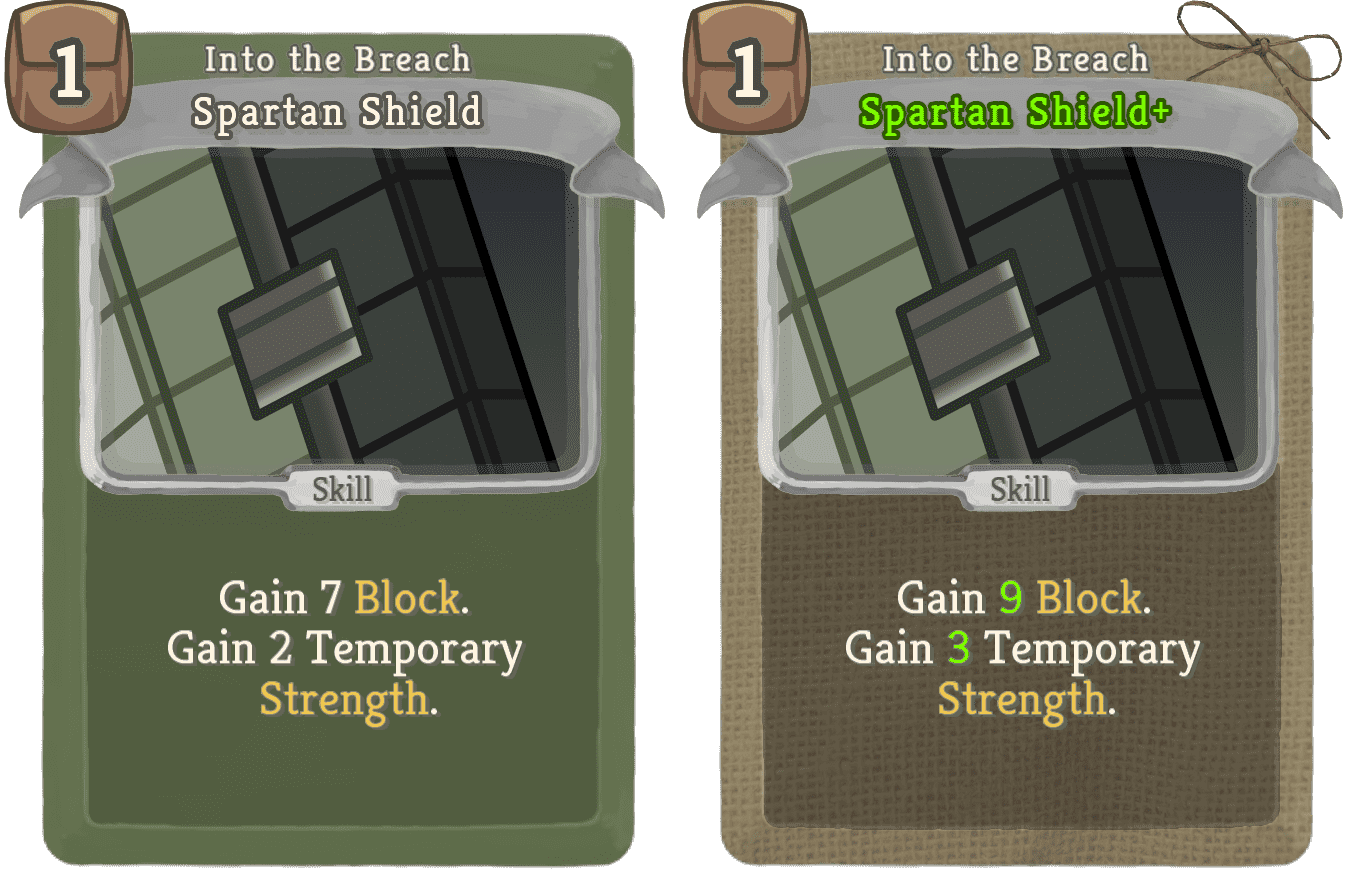 1
Into the Breach
Spartan Shield
Skill
Gain 7 Block.
Gain 2 Temporary
Strength.
1
Into the Breach
Spartan Shield+
Skill
Gain 9 Block.
Gain 3 Temporary
Strength.